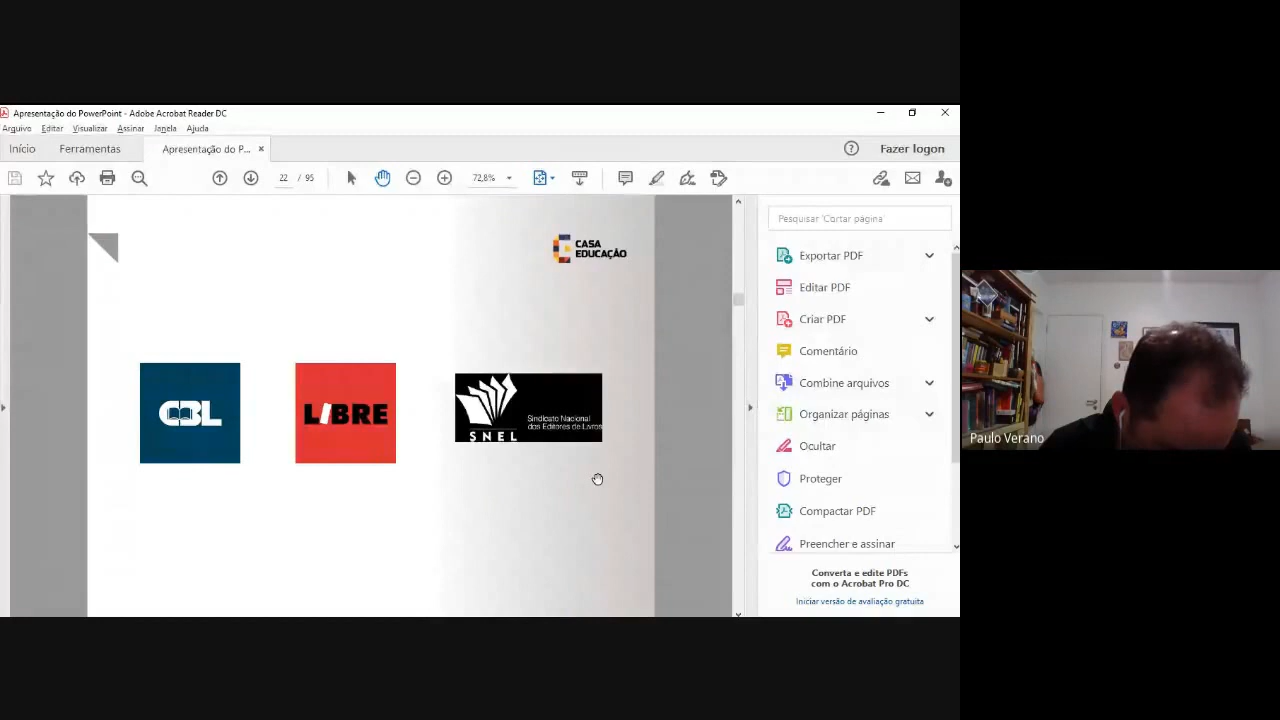 Apresentação do PowerPoint - Adobe Acrobat Reader DC
Arquivo Editar Visualizar Assinar Janela Ajuda
Início Ferramentas Apresentação do P... × Fazer logon
22 / 95 72,8%
CASA
EDUCAÇÃO
CBL
LIBRE
Sindicato Nacional
dos Editores de Livros
SNEL
Pesquisar 'Cortar página
Exportar PDF
Editar PDF
Criar PDF
Comentário
Combine arquivos
Organizar páginas
Ocultar
Proteger
Compactar PDF
Preencher e assinar
Converta e edite PDFs
com o Acrobat Pro DC
Iniciar versão de avaliação gratuita
Paulo Verano